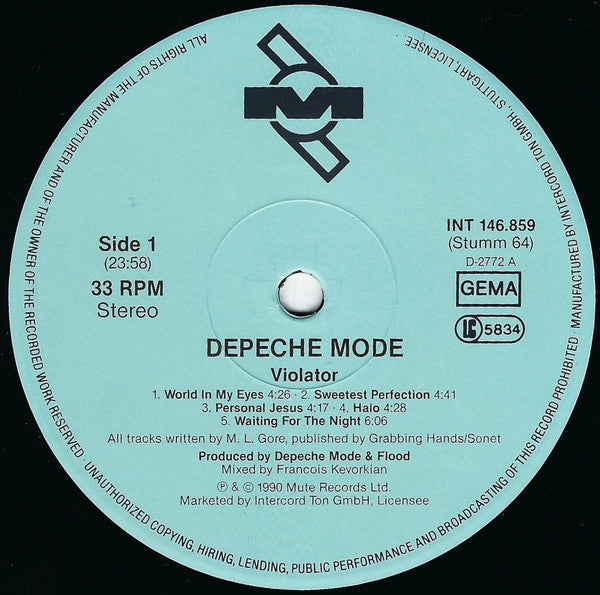 M
Side 1
(23:58)
33 RPM
Stereo
INT 146.859
(Stumm 64)
D-2772 A
GEMA
LC 5834
DEPECHE MODE
Violator
1. World In My Eyes 4:26 · 2. Sweetest Perfection 4:41
3. Personal Jesus 4:17 · 4. Halo 4:28
5. Waiting For The Night 6:06
All tracks written by M. L. Gore, published by Grabbing Hands/Sonet
Produced by Depeche Mode & Flood
Mixed by Francois Kevorkian
℗ & © 1990 Mute Records Ltd.
Marketed by Intercord Ton GmbH, Licensee
ALL RIGHTS OF THE MANUFACTURER AND OF THE OWNER OF THE RECORDED WORK RESERVED · UNAUTHORIZED COPYING, HIRING, LENDING, PUBLIC PERFORMANCE AND BROADCASTING OF THIS RECORD PROHIBITED · MANUFACTURED BY INTERCORD TON GMBH., STUTTGART, LICENSEE.